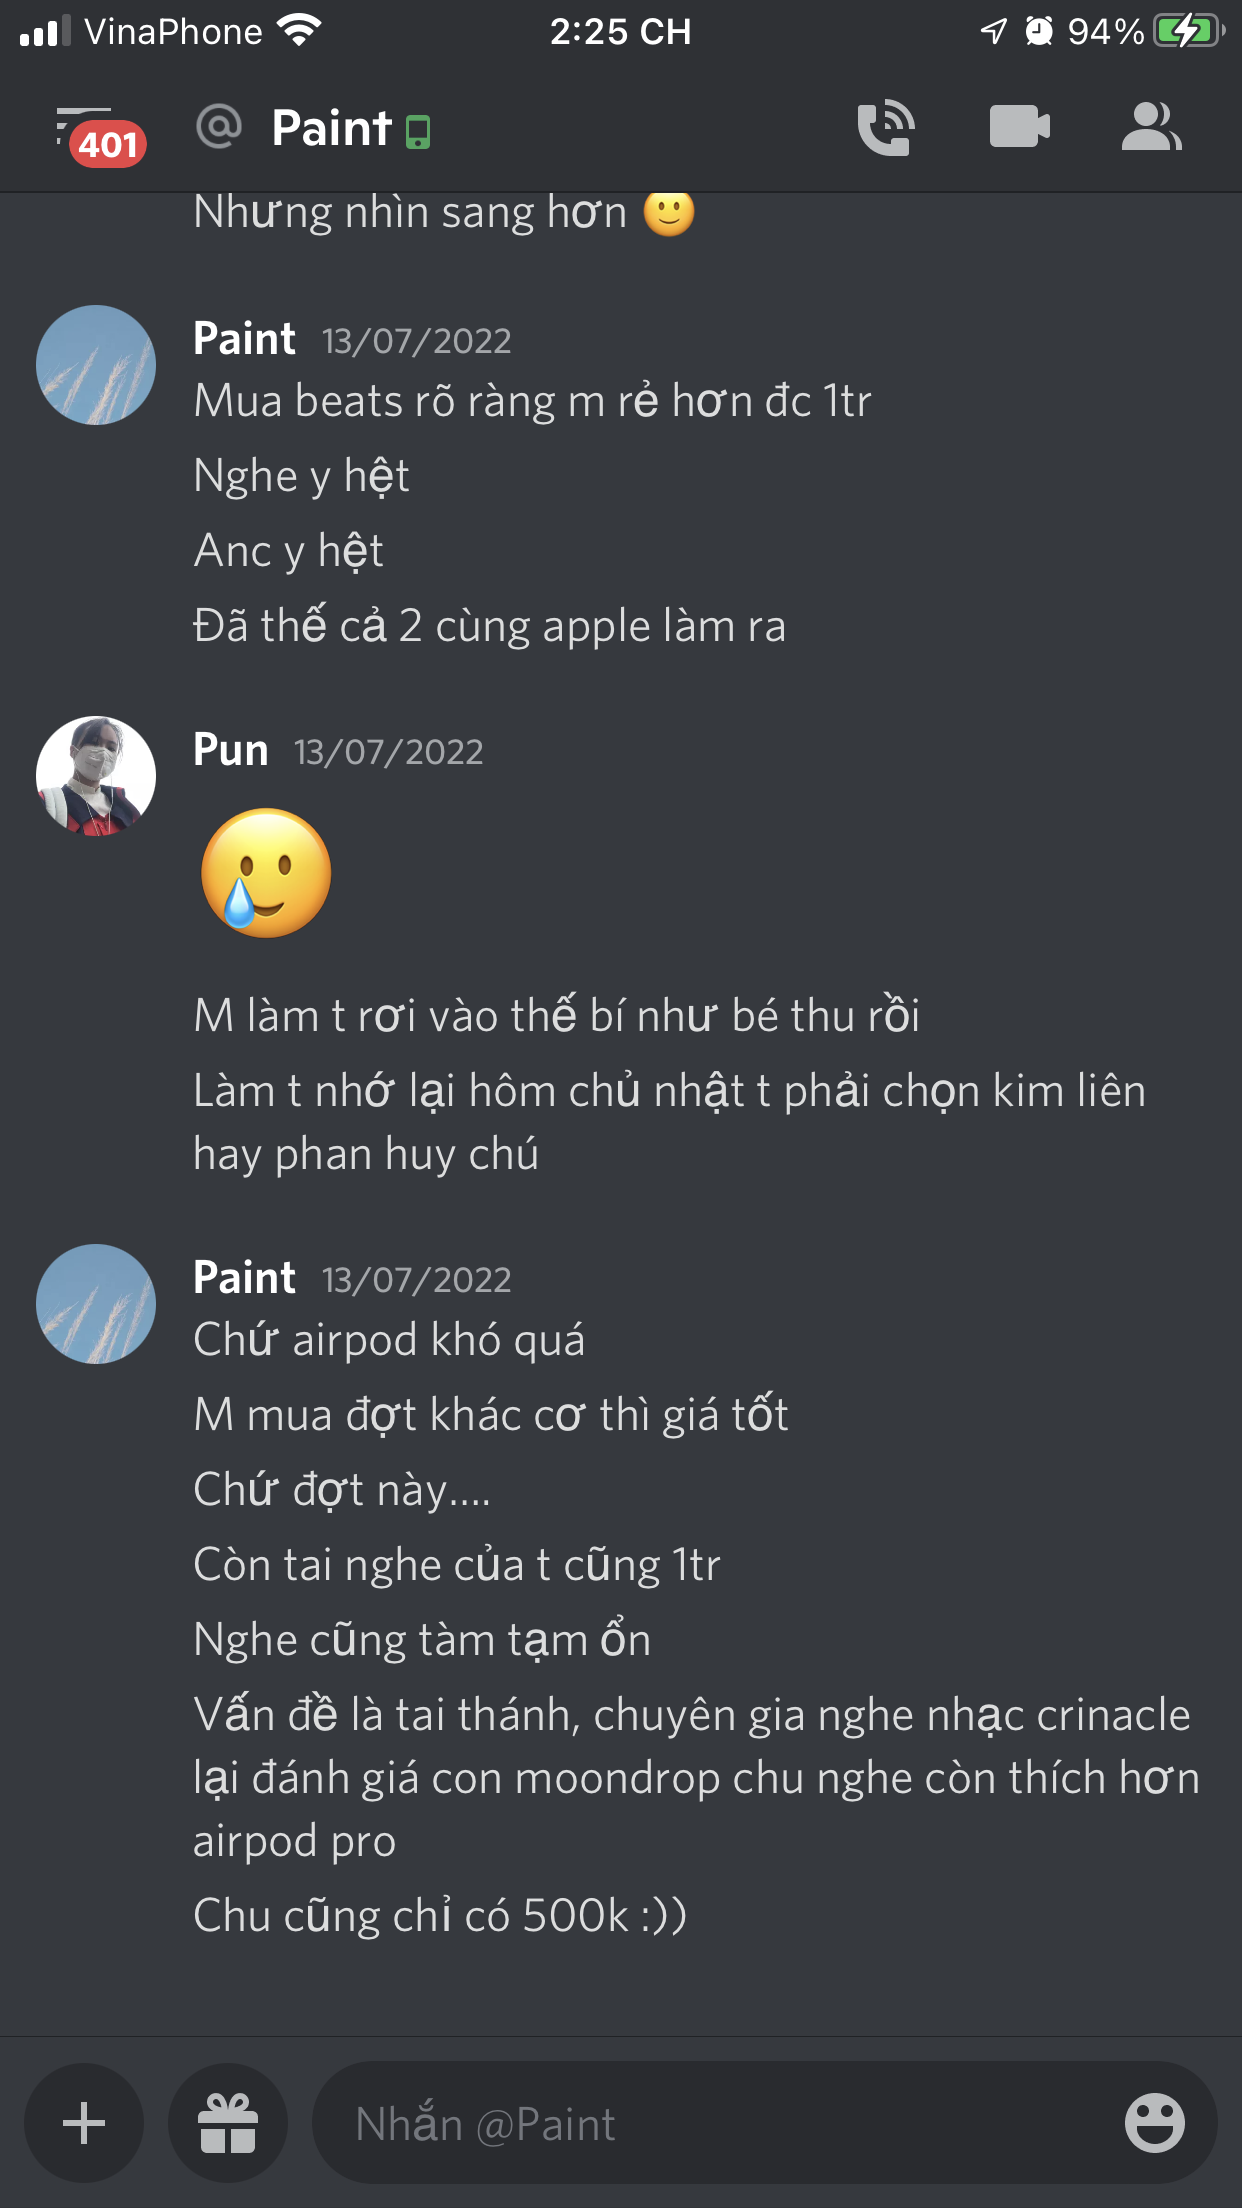 VinaPhone 2:25 CH 94%
401 @ Paint
Nhưng nhìn sang hơn 🙂
Paint 13/07/2022
Mua beats rõ ràng m rẻ hơn đc 1tr
Nghe y hệt
Anc y hệt
Đã thế cả 2 cùng apple làm ra
Pun 13/07/2022
🥲
M làm t rơi vào thế bí như bé thu rồi
Làm t nhớ lại hôm chủ nhật t phải chọn kim liên
hay phan huy chú
Paint 13/07/2022
Chứ airpod khó quá
M mua đợt khác cơ thì giá tốt
Chứ đợt này....
Còn tai nghe của t cũng 1tr
Nghe cũng tàm tạm ổn
Vấn đề là tai thánh, chuyên gia nghe nhạc crinacle
lại đánh giá con moondrop chu nghe còn thích hơn
airpod pro
Chu cũng chỉ có 500k :))
Nhắn @Paint